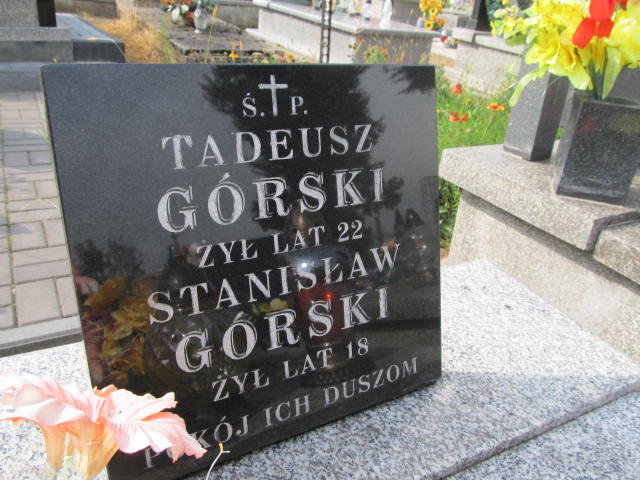 Ś. P.
TADEUSZ
GÓRSKI
ŻYŁ LAT 22
STANISŁAW
GÓRSKI
ŻYŁ LAT 18
POKÓJ ICH DUSZOM